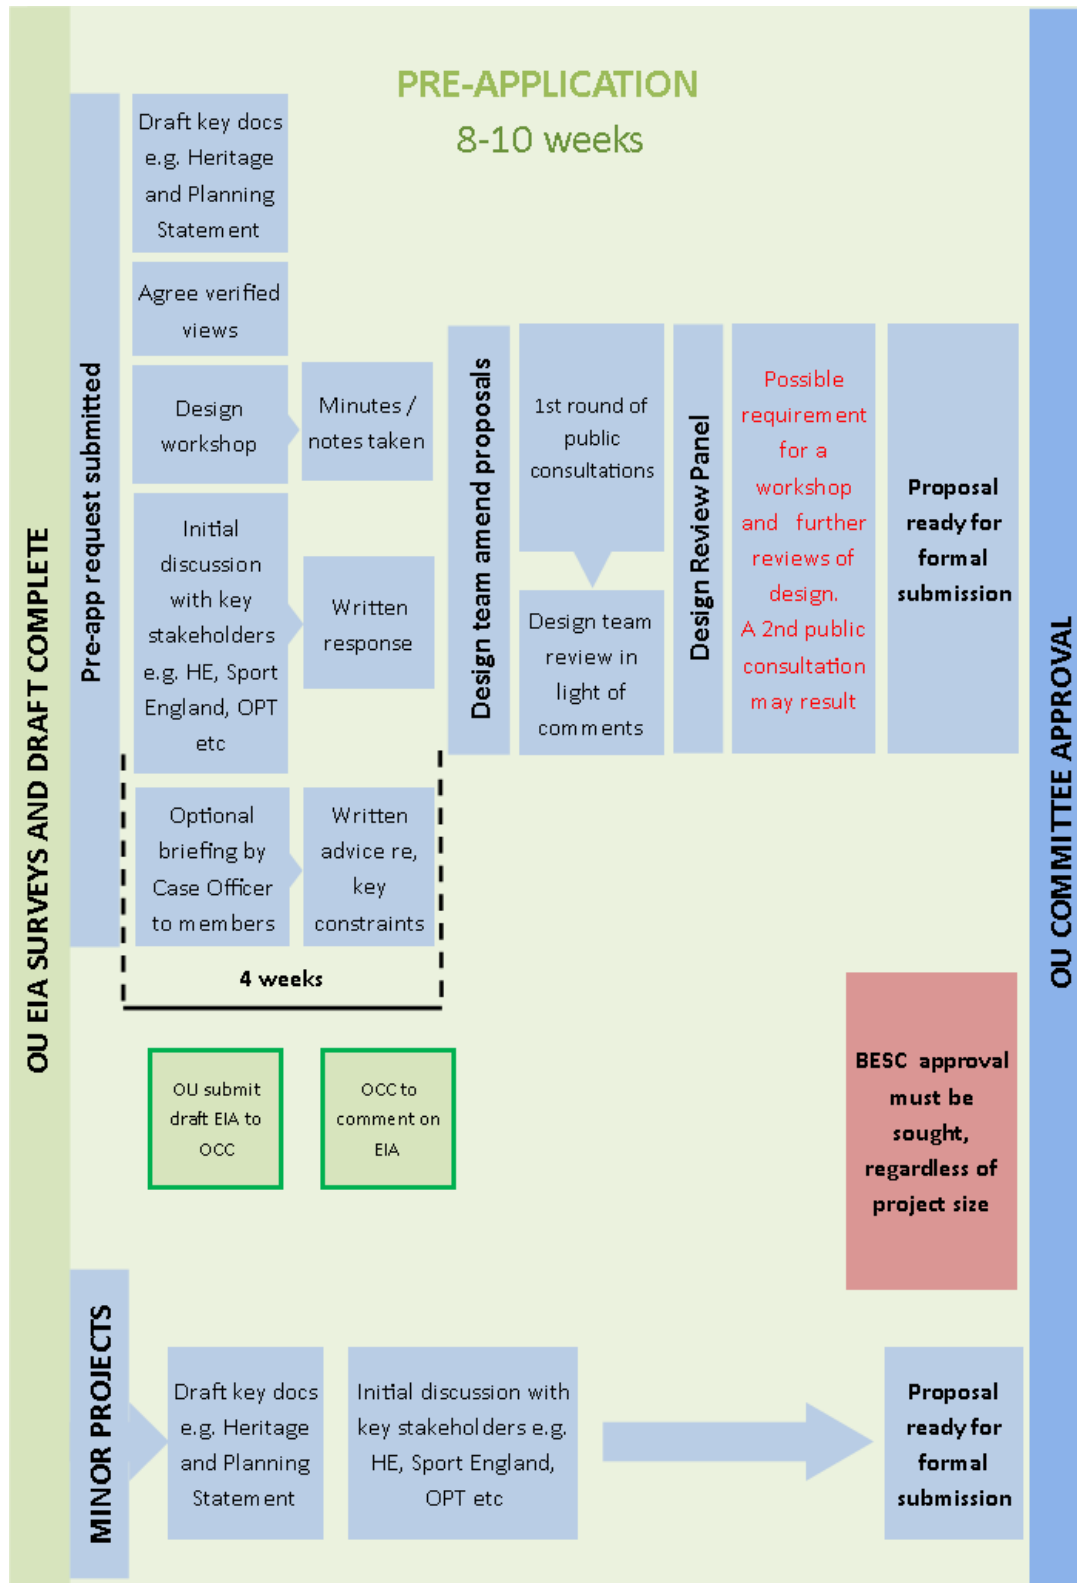 PRE-APPLICATION
8-10 weeks
OU EIA SURVEYS AND DRAFT COMPLETE
Pre-app request submitted
Draft key docs
e.g. Heritage
and Planning
Statement
Agree verified
views
Design
workshop
Minutes /
notes taken
Initial
discussion
with key
stakeholders
e.g. HE, Sport
England, OPT
etc
Written
response
Optional
briefing by
Case Officer
to members
Written
advice re,
key
constraints
4 weeks
Design team amend proposals
1st round of
public
consultations
Design team
review in
light of
comments
Design Review Panel
Possible
requirement
for a
workshop
and further
reviews of
design.
A 2nd public
consultation
may result
Proposal
ready for
formal
submission
OU COMMITTEE APPROVAL
OU submit
draft EIA to
OCC
OCC to
comment on
EIA
BESC approval
must be
sought,
regardless of
project size
MINOR PROJECTS
Draft key docs
e.g. Heritage
and Planning
Statement
Initial discussion with
key stakeholders e.g.
HE, Sport England,
OPT etc
Proposal
ready for
formal
submission